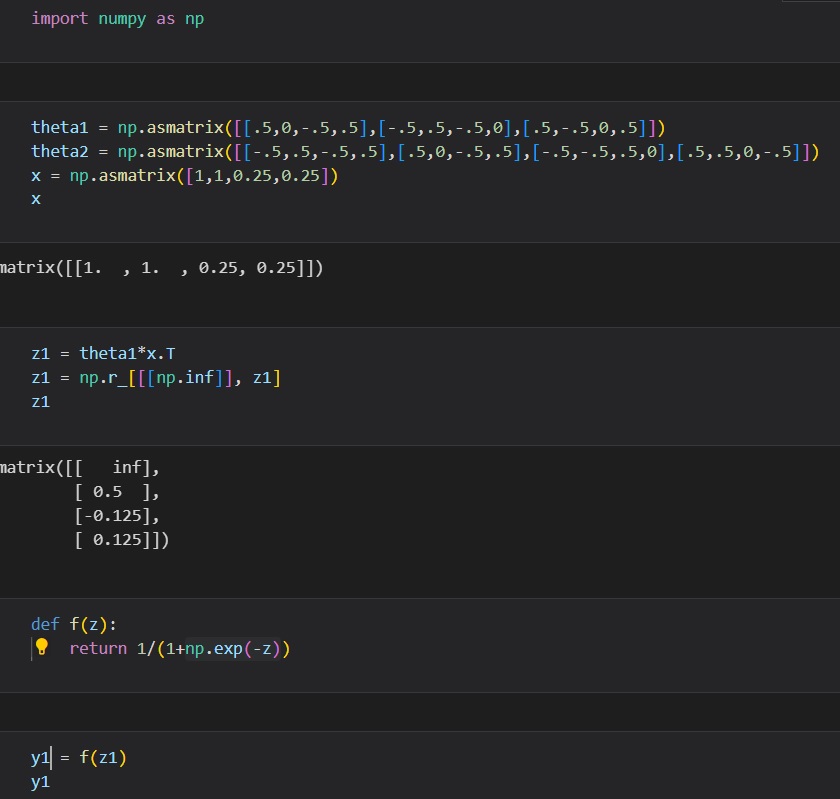 import numpy as np
theta1 = np.asmatrix([[.5,0,-.5,.5],[-.5,.5,-.5,0],[.5,-.5,0,.5]])
theta2 = np.asmatrix([[-.5,.5,-.5,.5],[.5,0,-.5,.5],[-.5,-.5,.5,0],[.5,.5,0,-.5]])
x = np.asmatrix([1,1,0.25,0.25])
x
matrix([[1.  , 1.  , 0.25, 0.25]])
z1 = theta1*x.T
z1 = np.r_[[[np.inf]], z1]
z1
matrix([[   inf],
        [ 0.5  ],
        [-0.125],
        [ 0.125]])
def f(z):
    return 1/(1+np.exp(-z))
y1 = f(z1)
y1